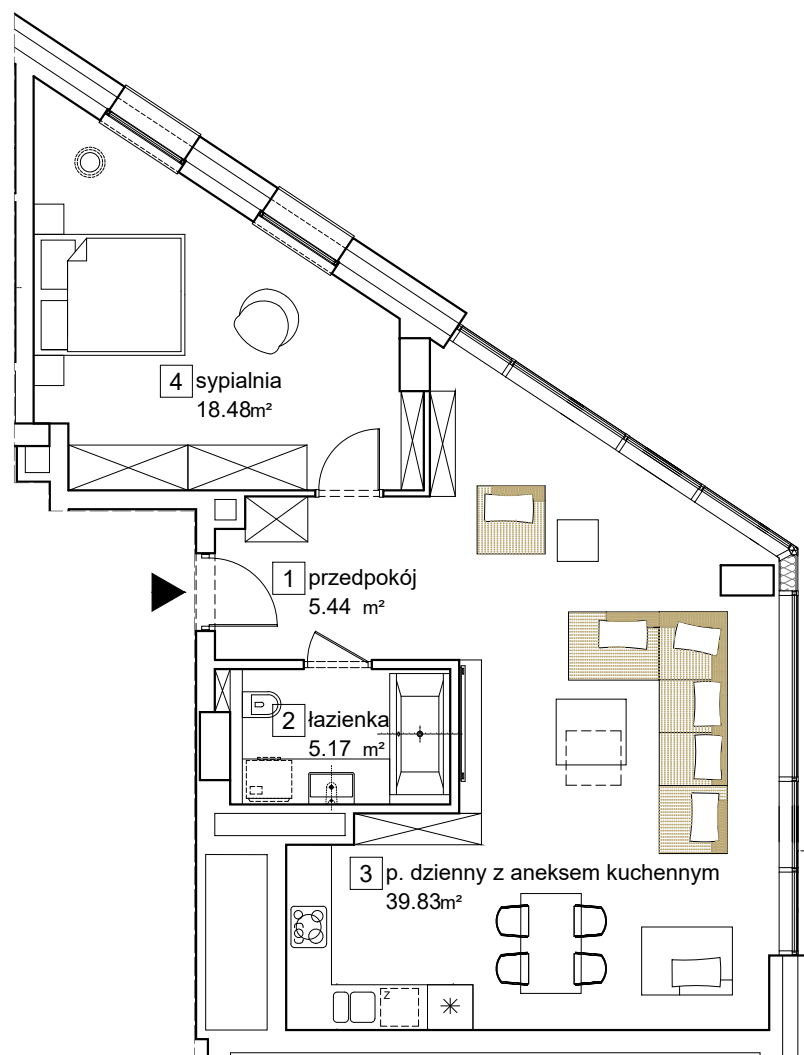 4 sypialnia
18.48m²
1 przedpokój
5.44 m²
2 łazienka
5.17 m²
3 p. dzienny z aneksem kuchennym
39.83m²
z